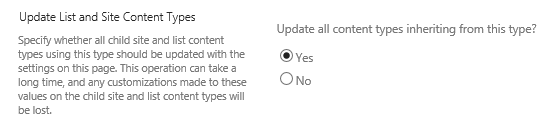 Update List and Site Content Types
Specify whether all child site and list content
types using this type should be updated with the
settings on this page. This operation can take a
long time, and any customizations made to these
values on the child site and list content types will
be lost.
Update all content types inheriting from this type?
Yes
No